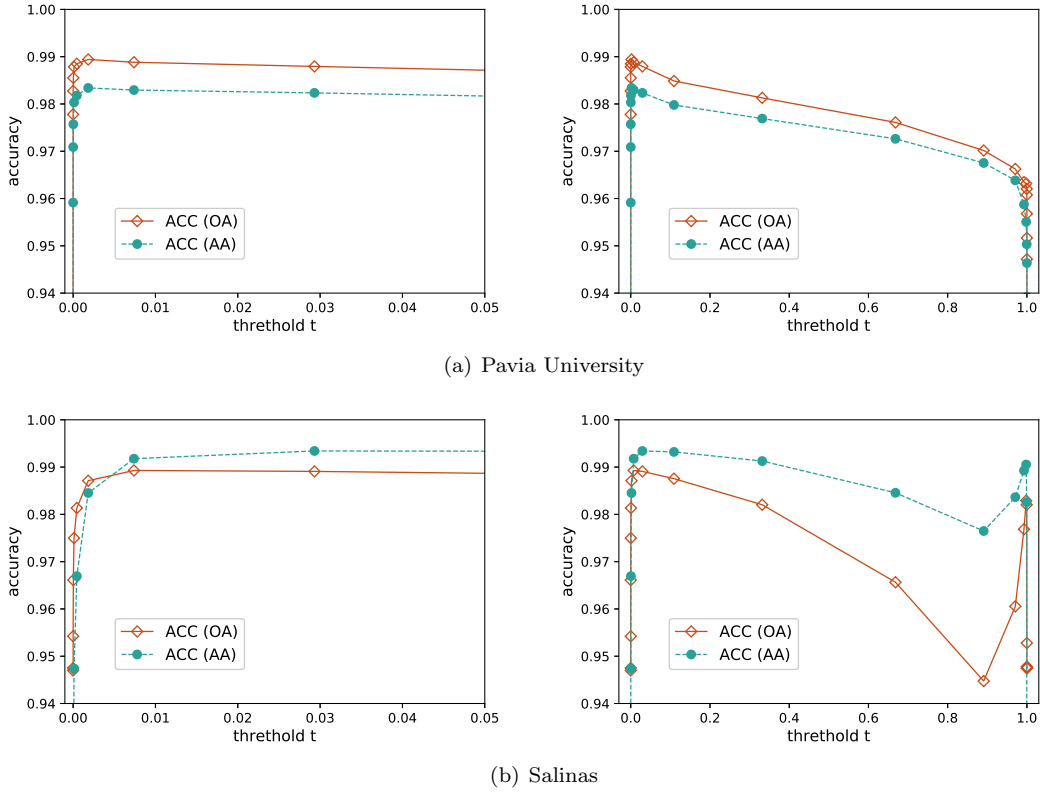 1.00
0.99
0.98
0.97
0.96
0.95
0.94
accuracy
ACC (OA)
ACC (AA)
0.00 0.01 0.02 0.03 0.04 0.05
threthold t
1.00
0.99
0.98
0.97
0.96
0.95
0.94
accuracy
ACC (OA)
ACC (AA)
0.0 0.2 0.4 0.6 0.8 1.0
threthold t
(a) Pavia University
1.00
0.99
0.98
0.97
0.96
0.95
0.94
accuracy
ACC (OA)
ACC (AA)
0.00 0.01 0.02 0.03 0.04 0.05
threthold t
1.00
0.99
0.98
0.97
0.96
0.95
0.94
accuracy
ACC (OA)
ACC (AA)
0.0 0.2 0.4 0.6 0.8 1.0
threthold t
(b) Salinas